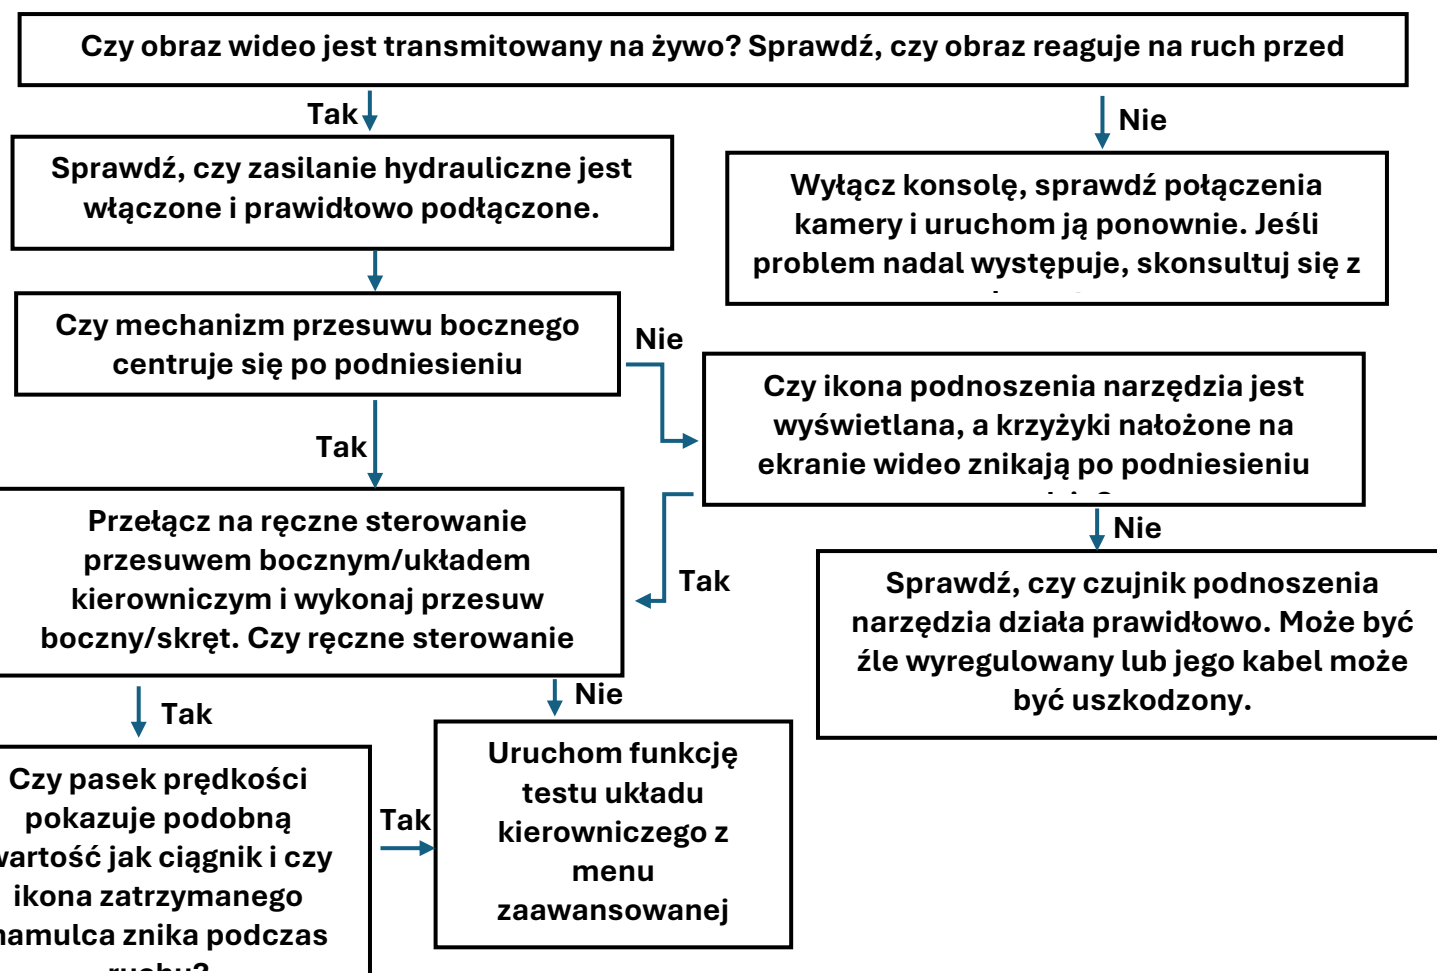 Czy obraz wideo jest transmitowany na żywo? Sprawdź, czy obraz reaguje na ruch przed
Tak
Nie
Sprawdź, czy zasilanie hydrauliczne jest
włączone i prawidłowo podłączone.
Wyłącz konsolę, sprawdź połączenia
kamery i uruchom ją ponownie. Jeśli
problem nadal występuje, skonsultuj się z
Czy mechanizm przesuwu bocznego
centruje się po podniesieniu
Nie
Czy ikona podnoszenia narzędzia jest
wyświetlana, a krzyżyki nałożone na
ekranie wideo znikają po podniesieniu
Tak
Przełącz na ręczne sterowanie
przesuwem bocznym/układem
kierowniczym i wykonaj przesuw
boczny/skręt. Czy ręczne sterowanie
Tak
Nie
Sprawdź, czy czujnik podnoszenia
narzędzia działa prawidłowo. Może być
źle wyregulowany lub jego kabel może
być uszkodzony.
Tak
Nie
Czy pasek prędkości
pokazuje podobną
wartość jak ciągnik i czy
ikona zatrzymanego
hamulca znika podczas
ruchu?
Tak
Uruchom funkcję
testu układu
kierowniczego z
menu
zaawansowanej